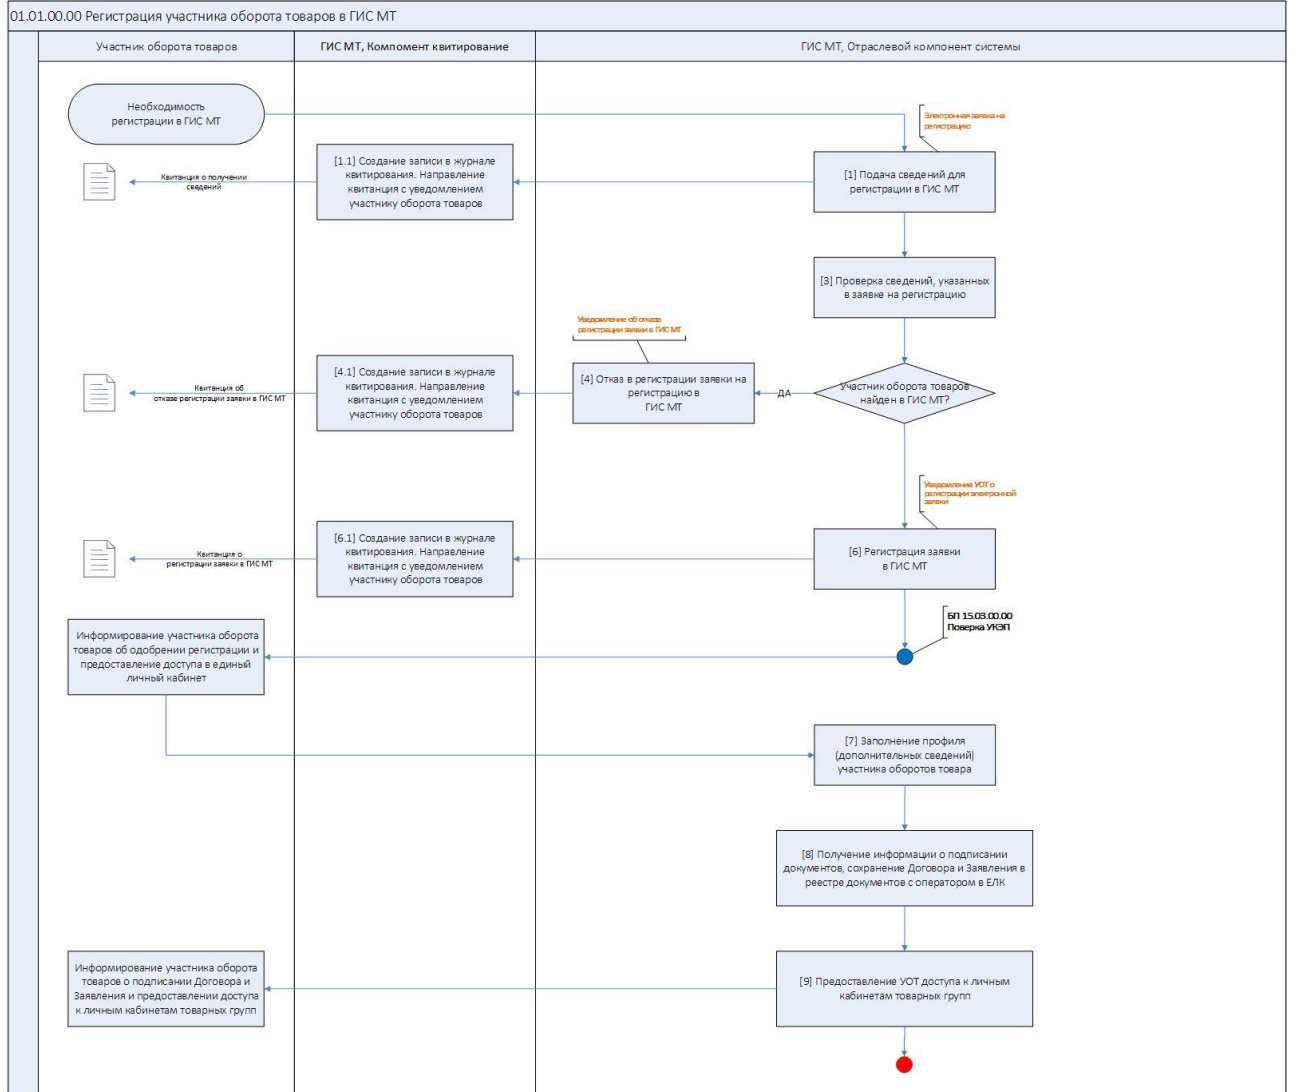 01.01.00.00 Регистрация участника оборота товаров в ГИС МТ
Участник оборота товаров
ГИС МТ, Компомент квитирование
ГИС МТ, Отраслевой компонент системы
Необходимость
регистрации в ГИС МТ
Электронная заявка на
регистрацию
Квитанция о получении
сведений
[1.1] Создание записи в журнале
квитирования. Направление
квитанция с уведомлением
участнику оборота товаров
[1] Подача сведений для
регистрации в ГИС МТ
[3] Проверка сведений, указанных
в заявке на регистрацию
Уведомление об отказе
регистрации заявки в ГИС МТ
Квитанция об
отказе регистрации заявки в ГИС МТ
[4.1] Создание записи в журнале
квитирования. Направление
квитанция с уведомлением
участнику оборота товаров
[4] Отказ в регистрации заявки на
регистрацию в
ГИС МТ
ДА
Участник оборота товаров
найден в ГИС МТ?
Уведомление УОТ о
регистрации электронной
заявки
Квитанция о
регистрации заявки в ГИС МТ
[6.1] Создание записи в журнале
квитирования. Направление
квитанция с уведомлением
участнику оборота товаров
[6] Регистрация заявки
в ГИС МТ
БП 15.03.00.00
Поверка УКЭП
Информирование участника оборота
товаров об одобрении регистрации и
предоставление доступа в единый
личный кабинет
[7] Заполнение профиля
(дополнительных сведений)
участника оборотов товара
[8] Получение информации о подписании
документов, сохранение Договора и Заявления в
реестре документов с оператором в ЕЛК
Информирование участника оборота
товаров о подписании Договора и
Заявления и предоставлении доступа
к личным кабинетам товарных групп
[9] Предоставление УОТ доступа к личным
кабинетам товарных групп